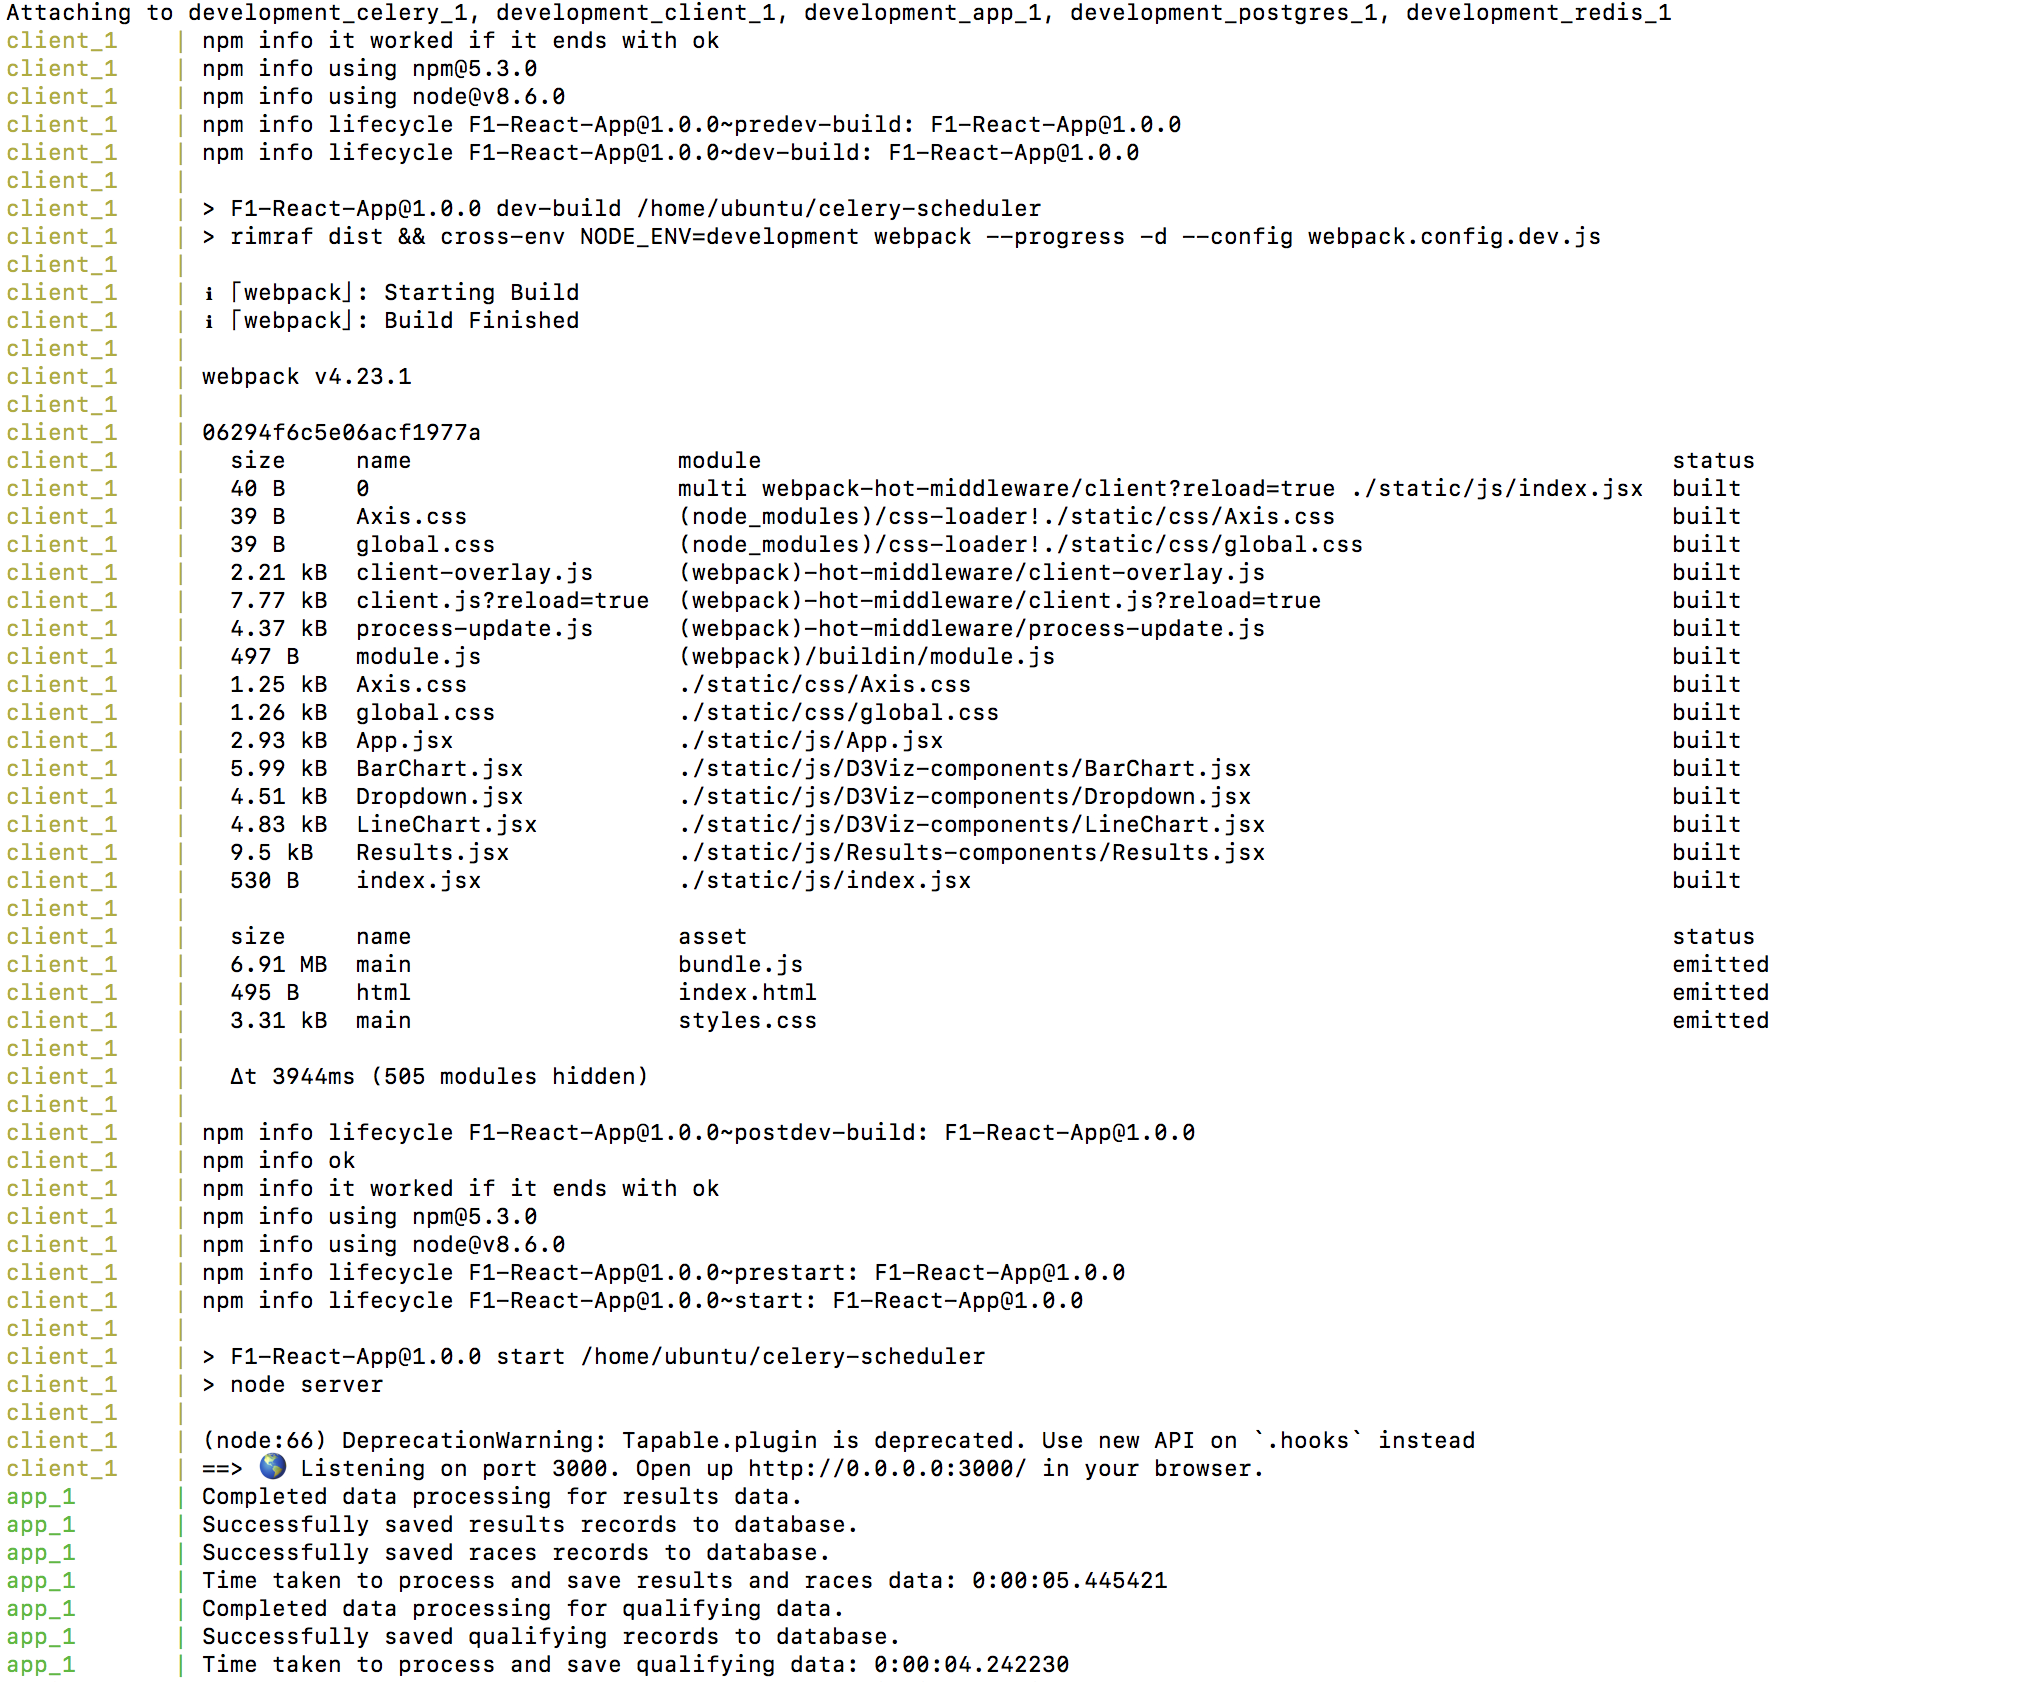 Attaching to development_celery_1, development_client_1, development_app_1, development_postgres_1, development_redis_1
client_1 | npm info it worked if it ends with ok
client_1 | npm info using npm@5.3.0
client_1 | npm info using node@v8.6.0
client_1 | npm info lifecycle F1-React-App@1.0.0~predev-build: F1-React-App@1.0.0
client_1 | npm info lifecycle F1-React-App@1.0.0~dev-build: F1-React-App@1.0.0
client_1 |
client_1 | > F1-React-App@1.0.0 dev-build /home/ubuntu/celery-scheduler
client_1 | > rimraf dist && cross-env NODE_ENV=development webpack --progress -d --config webpack.config.dev.js
client_1 |
client_1 | ℹ ｢webpack｣: Starting Build
client_1 | ℹ ｢webpack｣: Build Finished
client_1 |
client_1 | webpack v4.23.1
client_1 |
client_1 | 06294f6c5e06acf1977a
client_1 | size name module status
client_1 | 40 B 0 multi webpack-hot-middleware/client?reload=true ./static/js/index.jsx built
client_1 | 39 B Axis.css (node_modules)/css-loader!./static/css/Axis.css built
client_1 | 39 B global.css (node_modules)/css-loader!./static/css/global.css built
client_1 | 2.21 kB client-overlay.js (webpack)-hot-middleware/client-overlay.js built
client_1 | 7.77 kB client.js?reload=true (webpack)-hot-middleware/client.js?reload=true built
client_1 | 4.37 kB process-update.js (webpack)-hot-middleware/process-update.js built
client_1 | 497 B module.js (webpack)/buildin/module.js built
client_1 | 1.25 kB Axis.css ./static/css/Axis.css built
client_1 | 1.26 kB global.css ./static/css/global.css built
client_1 | 2.93 kB App.jsx ./static/js/App.jsx built
client_1 | 5.99 kB BarChart.jsx ./static/js/D3Viz-components/BarChart.jsx built
client_1 | 4.51 kB Dropdown.jsx ./static/js/D3Viz-components/Dropdown.jsx built
client_1 | 4.83 kB LineChart.jsx ./static/js/D3Viz-components/LineChart.jsx built
client_1 | 9.5 kB Results.jsx ./static/js/Results-components/Results.jsx built
client_1 | 530 B index.jsx ./static/js/index.jsx built
client_1 |
client_1 | size name asset status
client_1 | 6.91 MB main bundle.js emitted
client_1 | 495 B html index.html emitted
client_1 | 3.31 kB main styles.css emitted
client_1 |
client_1 | Δt 3944ms (505 modules hidden)
client_1 |
client_1 | npm info lifecycle F1-React-App@1.0.0~postdev-build: F1-React-App@1.0.0
client_1 | npm info ok
client_1 | npm info it worked if it ends with ok
client_1 | npm info using npm@5.3.0
client_1 | npm info using node@v8.6.0
client_1 | npm info lifecycle F1-React-App@1.0.0~prestart: F1-React-App@1.0.0
client_1 | npm info lifecycle F1-React-App@1.0.0~start: F1-React-App@1.0.0
client_1 |
client_1 | > F1-React-App@1.0.0 start /home/ubuntu/celery-scheduler
client_1 | > node server
client_1 |
client_1 | (node:66) DeprecationWarning: Tapable.plugin is deprecated. Use new API on `.hooks` instead
client_1 | ==> 🌎 Listening on port 3000. Open up http://0.0.0.0:3000/ in your browser.
app_1 | Completed data processing for results data.
app_1 | Successfully saved results records to database.
app_1 | Successfully saved races records to database.
app_1 | Time taken to process and save results and races data: 0:00:05.445421
app_1 | Completed data processing for qualifying data.
app_1 | Successfully saved qualifying records to database.
app_1 | Time taken to process and save qualifying data: 0:00:04.242230